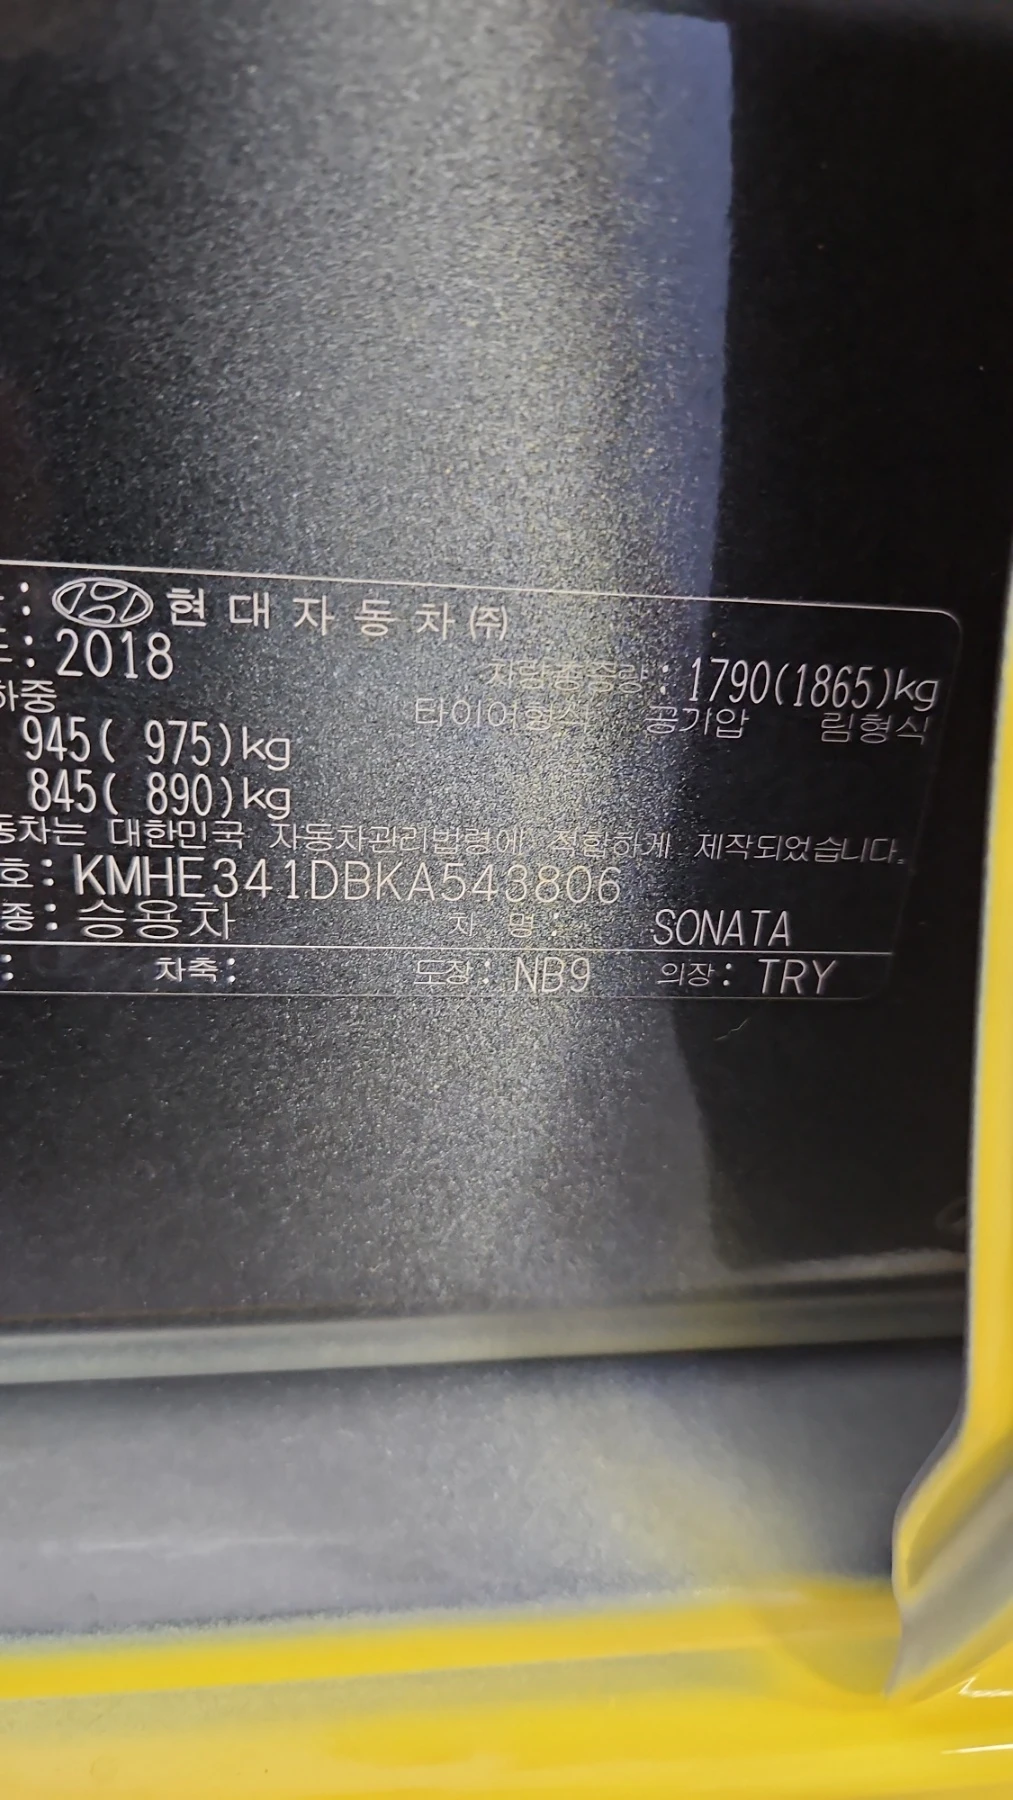 : 현대자동차(주)
: 2018
차량총중량 : 1790(1865)kg
하중
타이어형식 공기압 림형식
945( 975)kg
845( 890)kg
동차는 대한민국 자동차관리법령에 적합하게 제작되었습니다.
호: KMHE341DBKA543806
종: 승용차 차 명: SONATA
: 차축: 도장: NB9 의장: TRY